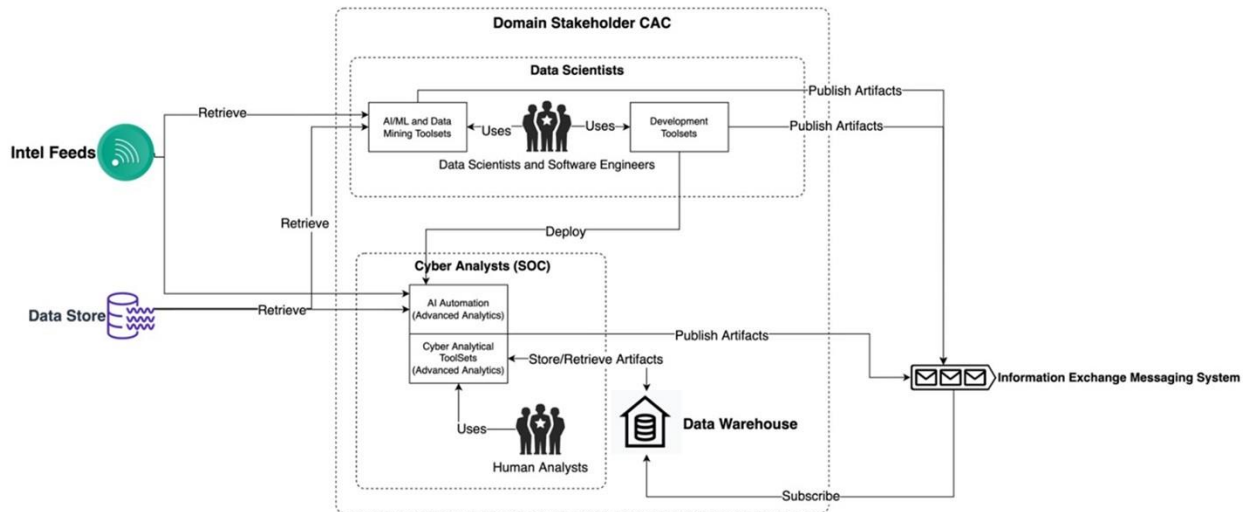 Domain Stakeholder CAC
Data Scientists
Publish Artifacts
Retrieve
AI/ML and Data
Mining Toolsets
Uses
Uses
Development
Toolsets
Publish Artifacts
Intel Feeds
Data Scientists and Software Engineers
Retrieve
Deploy
Cyber Analysts (SOC)
Data Store
Retrieve
AI Automation
(Advanced Analytics)
Publish Artifacts
Cyber Analytical
ToolSets
(Advanced Analytics)
Store/Retrieve Artifacts
Information Exchange Messaging System
Data Warehouse
Uses
Human Analysts
Subscribe